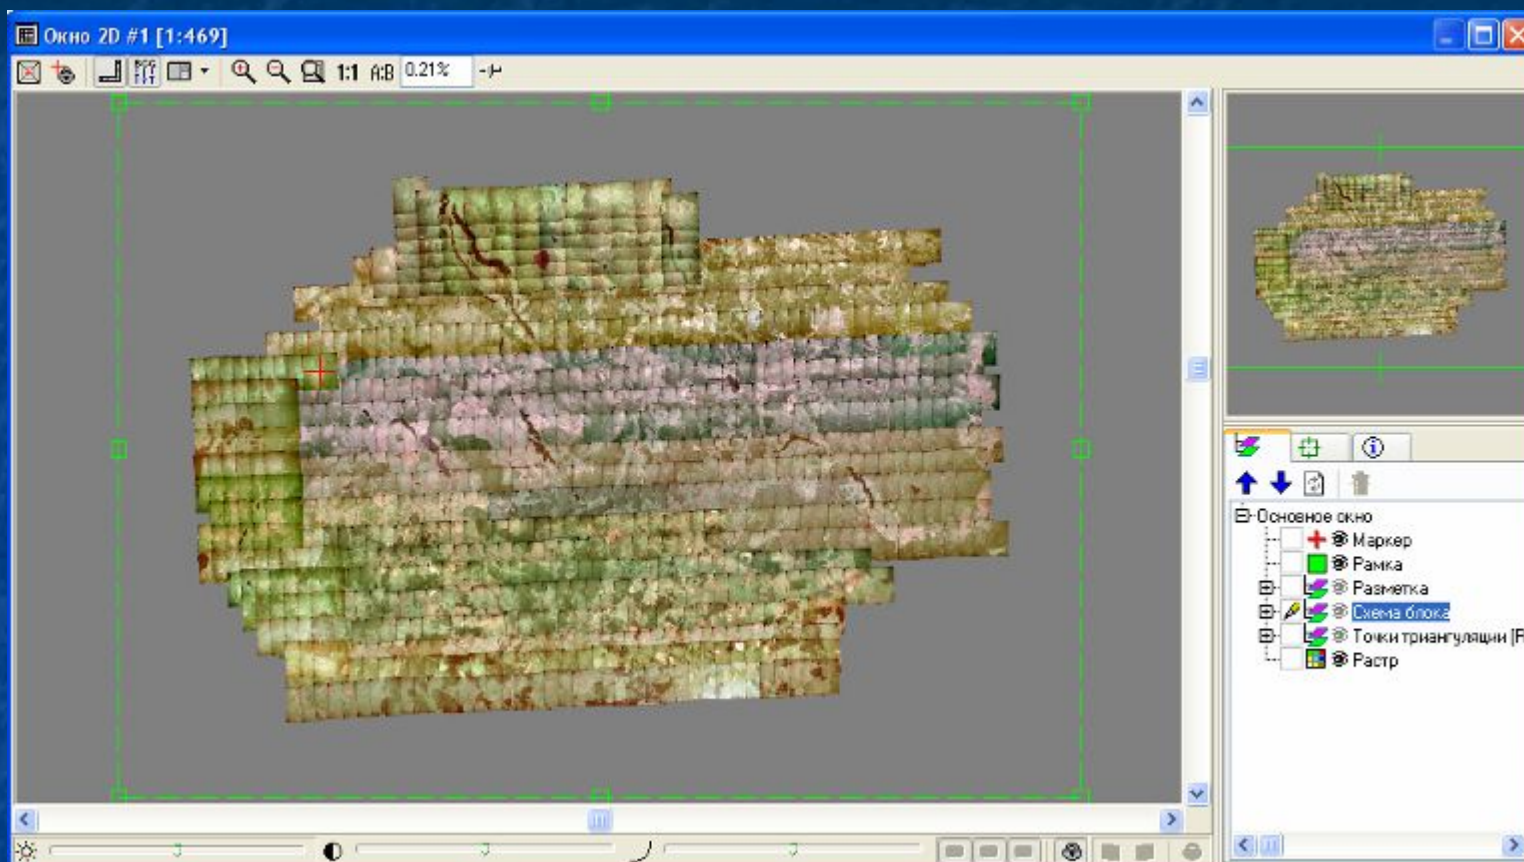 Окно 2D #1 [1:469]
1:1 A:B 0.21%
Основное окно
Маркер
Рамка
Разметка
Схема блока
Точки триангуляции
Растр